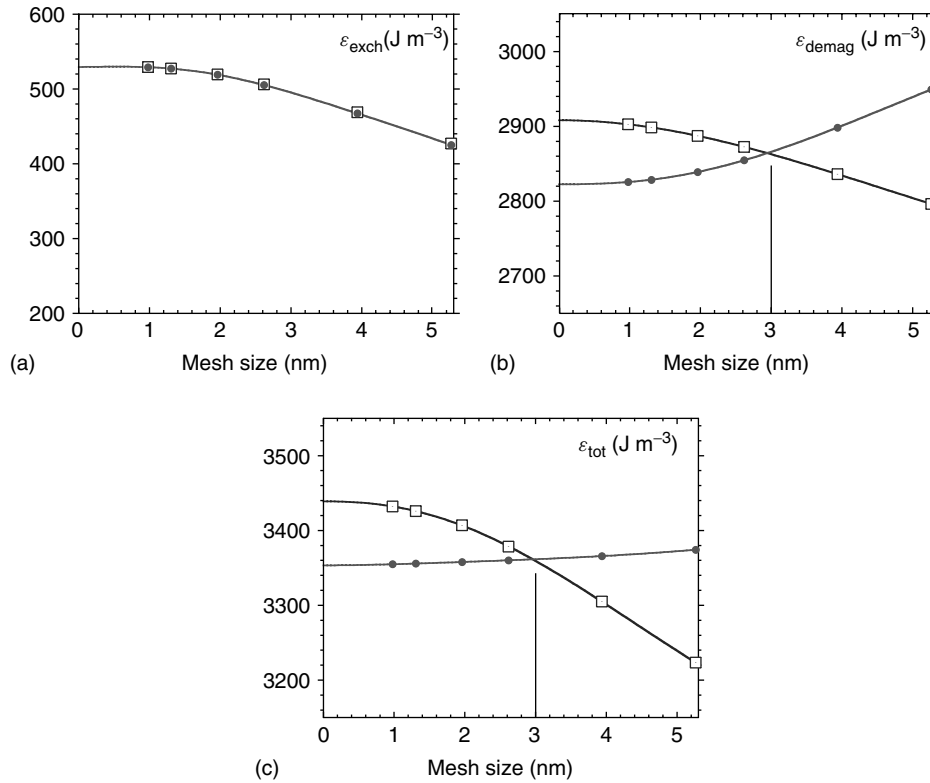 600
500
400
300
200
ε_exch(J m⁻³)
0 1 2 3 4 5
(a)
Mesh size (nm)
3000
2900
2800
2700
ε_demag (J m⁻³)
0 1 2 3 4 5
(b)
Mesh size (nm)
3500
3400
3300
3200
ε_tot (J m⁻³)
0 1 2 3 4 5
(c)
Mesh size (nm)